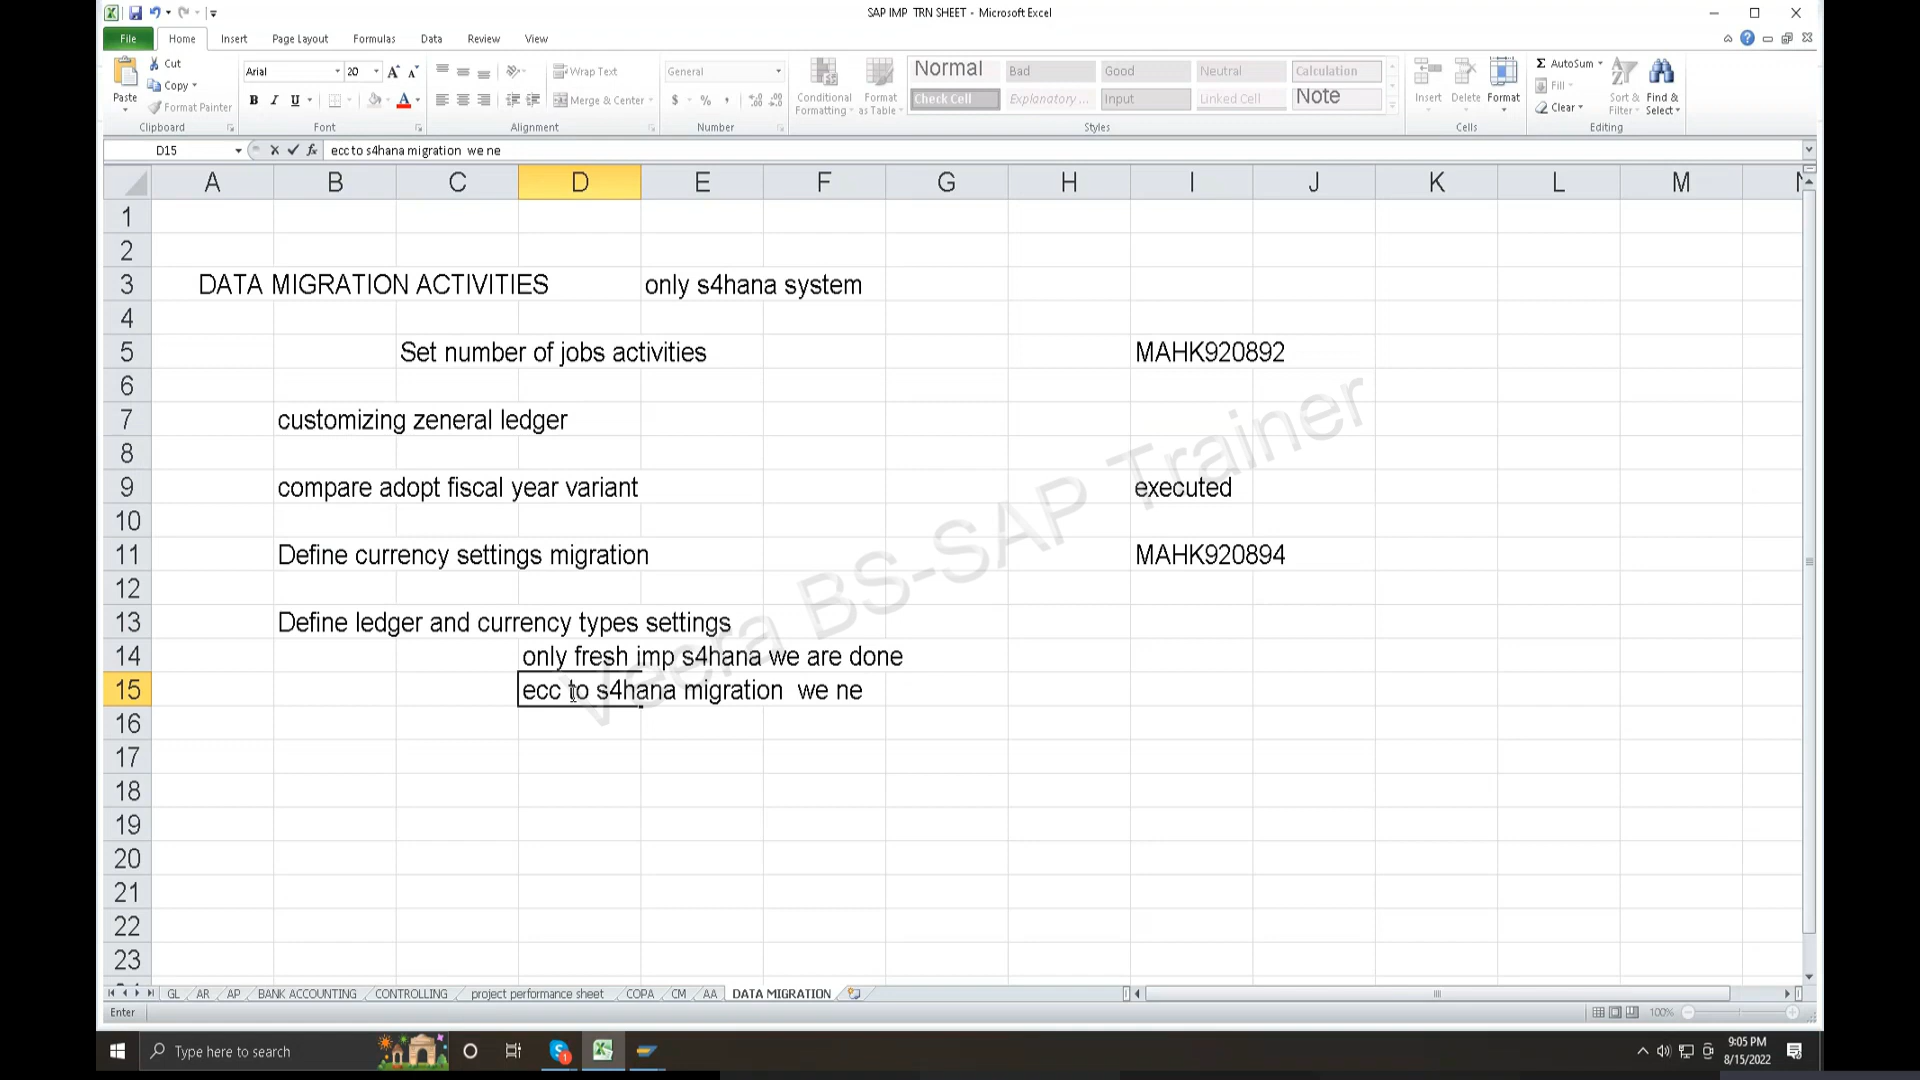 SAP IMP TRN SHEET - Microsoft Excel
File Home Insert Page Layout Formulas Data Review View
Cut
Copy
Format Painter
Paste
Clipboard
Arial 20
B I U
Font
Wrap Text
Merge & Center
Alignment
General
$ % ,
Number
Conditional Formatting
Format as Table
Normal Bad Good Neutral Calculation
Check Cell Explanatory ... Input Linked Cell Note
Styles
Insert Delete Format
Cells
Σ AutoSum
Fill
Clear
Sort & Filter
Find & Select
Editing
D15 fx ecc to s4hana migration  we ne
A B C D E F G H I J K L M
1
2
3 DATA MIGRATION ACTIVITIES only s4hana system
4
5 Set number of jobs activities MAHK920892
6
7 customizing zeneral ledger
8
9 compare adopt fiscal year variant executed
10
11 Define currency settings migration MAHK920894
12
13 Define ledger and currency types settings
14 only fresh imp s4hana we are done
15 ecc to s4hana migration  we ne
16
17
18
19
20
21
22
23
Veera BS-SAP Trainer
GL AR AP BANK ACCOUNTING CONTROLLING project performance sheet COPA CM AA DATA MIGRATION
Enter 100%
Type here to search
9:05 PM
8/15/2022